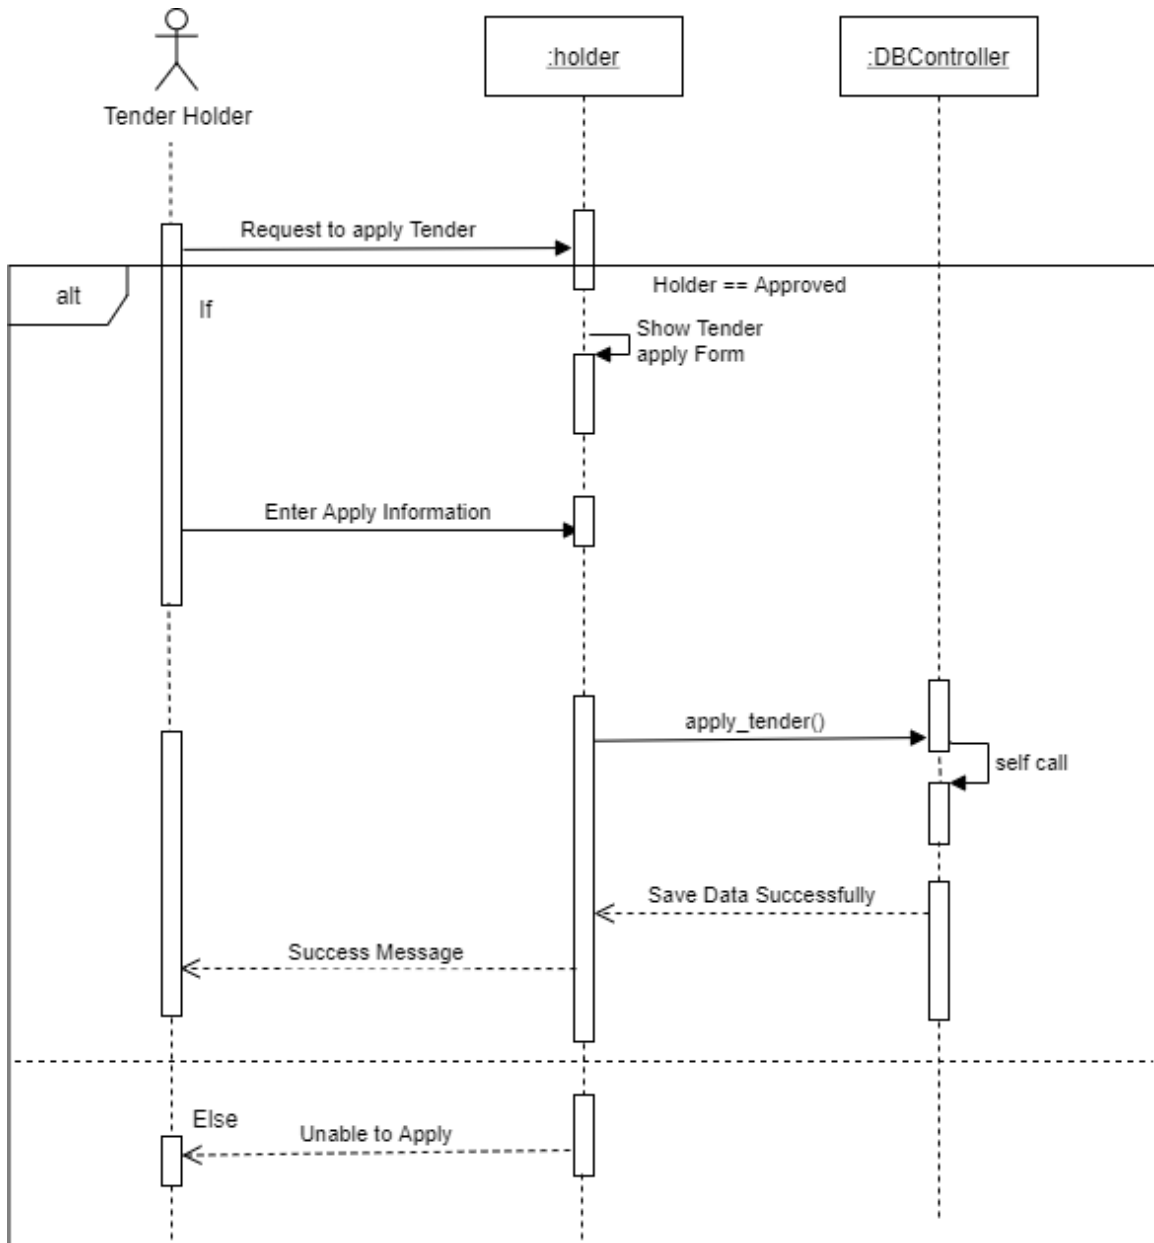 :holder
:DBController
Tender Holder
Request to apply Tender
alt
If
Holder == Approved
Show Tender
apply Form
Enter Apply Information
apply_tender()
self call
Save Data Successfully
Success Message
Else
Unable to Apply